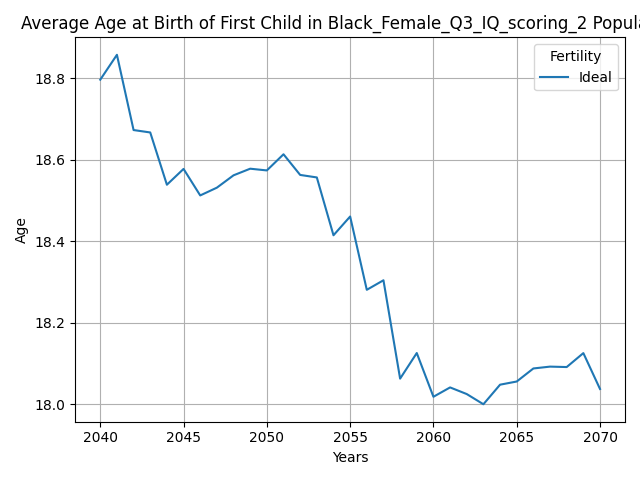 Average Age at Birth of First Child in Black_Female_Q3_IQ_scoring_2 Popula
Fertility
Ideal
18.8
18.6
18.4
18.2
18.0
Age
2040 2045 2050 2055 2060 2065 2070
Years